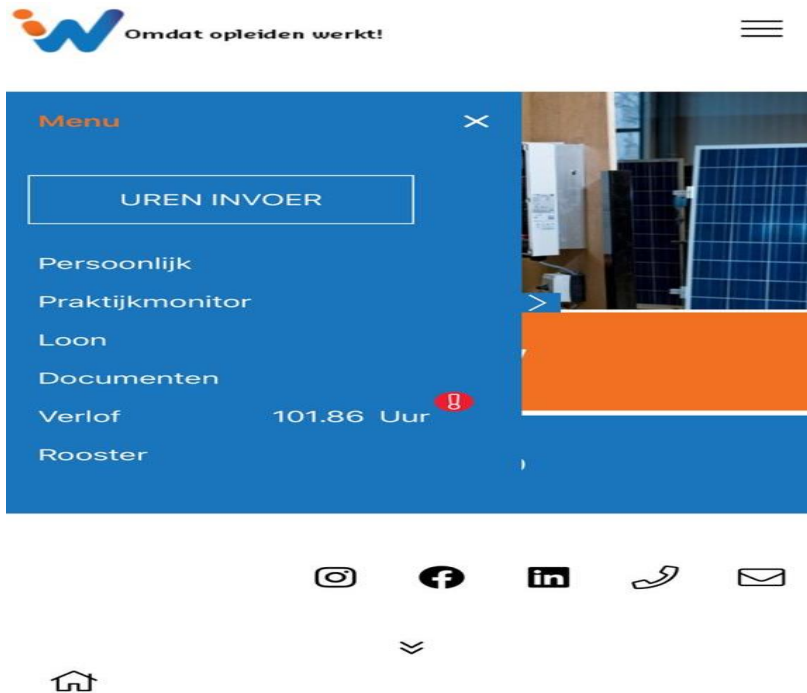 Omdat opleiden werkt!
Menu
UREN INVOER
Persoonlijk
Praktijkmonitor
Loon
Documenten
Verlof 101.86 Uur
Rooster